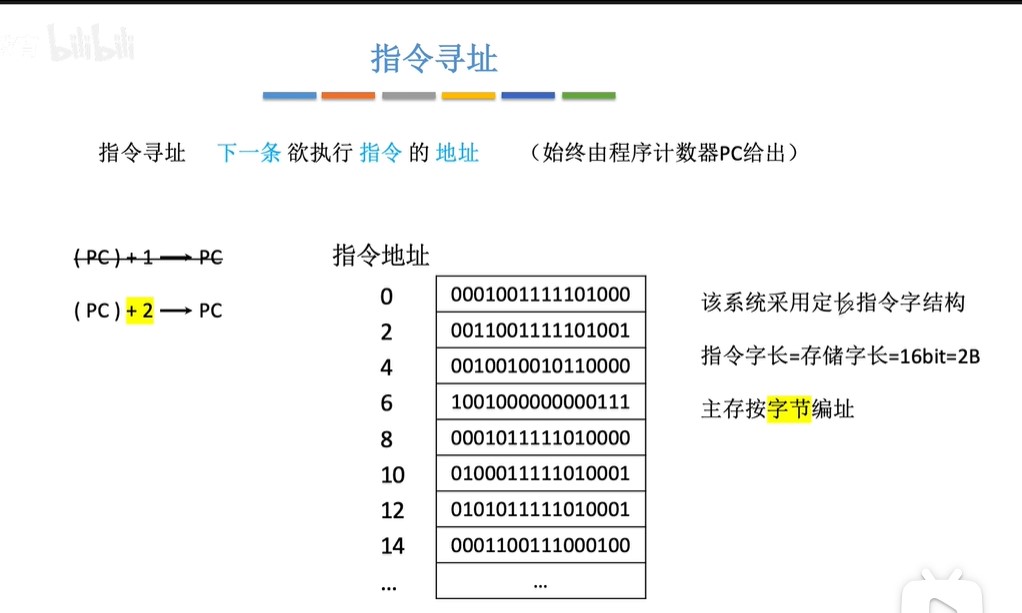 bilibili
指令寻址
指令寻址 下一条 欲执行 指令 的 地址 （始终由程序计数器PC给出）
( PC ) + 1 → PC
( PC ) + 2 → PC
指令地址
0 0001001111101000
2 0011001111101001
4 0010010010110000
6 1001000000000111
8 0001011111010000
10 0100011111010001
12 0101011111010001
14 0001100111000100
... ...
该系统采用定长指令字结构
指令字长=存储字长=16bit=2B
主存按字节编址